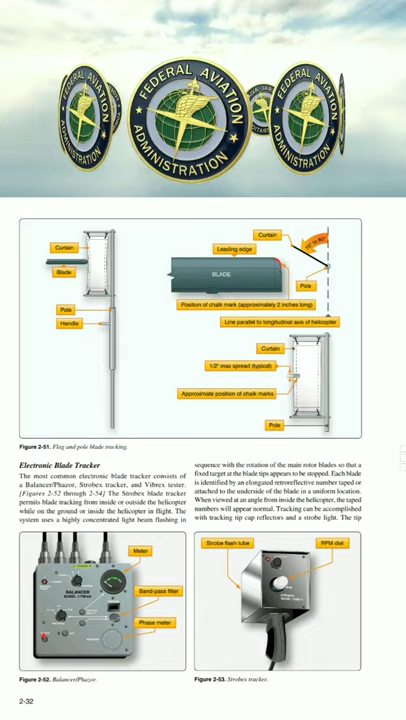 FEDERAL AVIATION
ADMINISTRATION
FEDERAL AVIATION
ADMINISTRATION
FEDERAL AVIATION
ADMINISTRATION
Curtain
Blade
Pole
Handle
Curtain
Leading edge
BLADE
Pole
Position of chalk mark (approximately 2 inches long)
Line parallel to longitudinal axis of helicopter
Curtain
1/2" max spread (typical)
Approximate position of chalk marks
Pole
Figure 2-51. Flag and pole blade tracking.
Electronic Blade Tracker
The most common electronic blade tracker consists of
a Balancer/Phazor, Strobex tracker, and Vibrex tester.
[Figures 2-52 through 2-54] The Strobex blade tracker
permits blade tracking from inside or outside the helicopter
while on the ground or inside the helicopter in flight. The
system uses a highly concentrated light beam flashing in
sequence with the rotation of the main rotor blades so that a
fixed target at the blade tips appears to be stopped. Each blade
is identified by an elongated retroreflective number taped or
attached to the underside of the blade in a uniform location.
When viewed at an angle from inside the helicopter, the taped
numbers will appear normal. Tracking can be accomplished
with tracking tip cap reflectors and a strobe light. The tip
Meter
BALANCER
Band-pass filter
Phase meter
Strobe flash tube
RPM dial
Figure 2-52. Balancer/Phazor.
Figure 2-53. Strobex tracker.
2-32